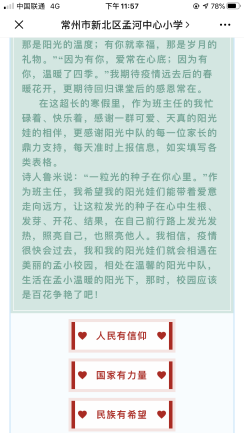 中国联通 4G 下午 11:57 78%
常州市新北区孟河中心小学
那是阳光的温度；有你就幸福，那是岁月的
礼物。”“因为有你，爱常在心底；因为有
你，温暖了四季。”我期待疫情远去后的春
暖花开，更期待回归课堂后的感恩常在。
在这超长的寒假里，作为班主任的我忙
碌着、快乐着，感谢一群可爱、天真的阳光
娃的相伴，更感谢阳光中队的每一位家长的
鼎力支持，每天准时上报信息，如实填写各
类表格。
诗人鲁米说：“一粒光的种子在你心里。”作
为班主任，我希望我的阳光娃们能带着爱意
走向远方，让这粒发光的种子在心中生根、
发芽、开花、结果，在自己前行路上发光发
热，照亮自己，也照亮他人。我相信，疫情
很快会过去，我和我的阳光娃们就会相遇在
美丽的孟小校园，相处在温馨的阳光中队，
生活在孟小温暖的阳光下，那时，校园应该
是百花争艳了吧！
人民有信仰
国家有力量
民族有希望